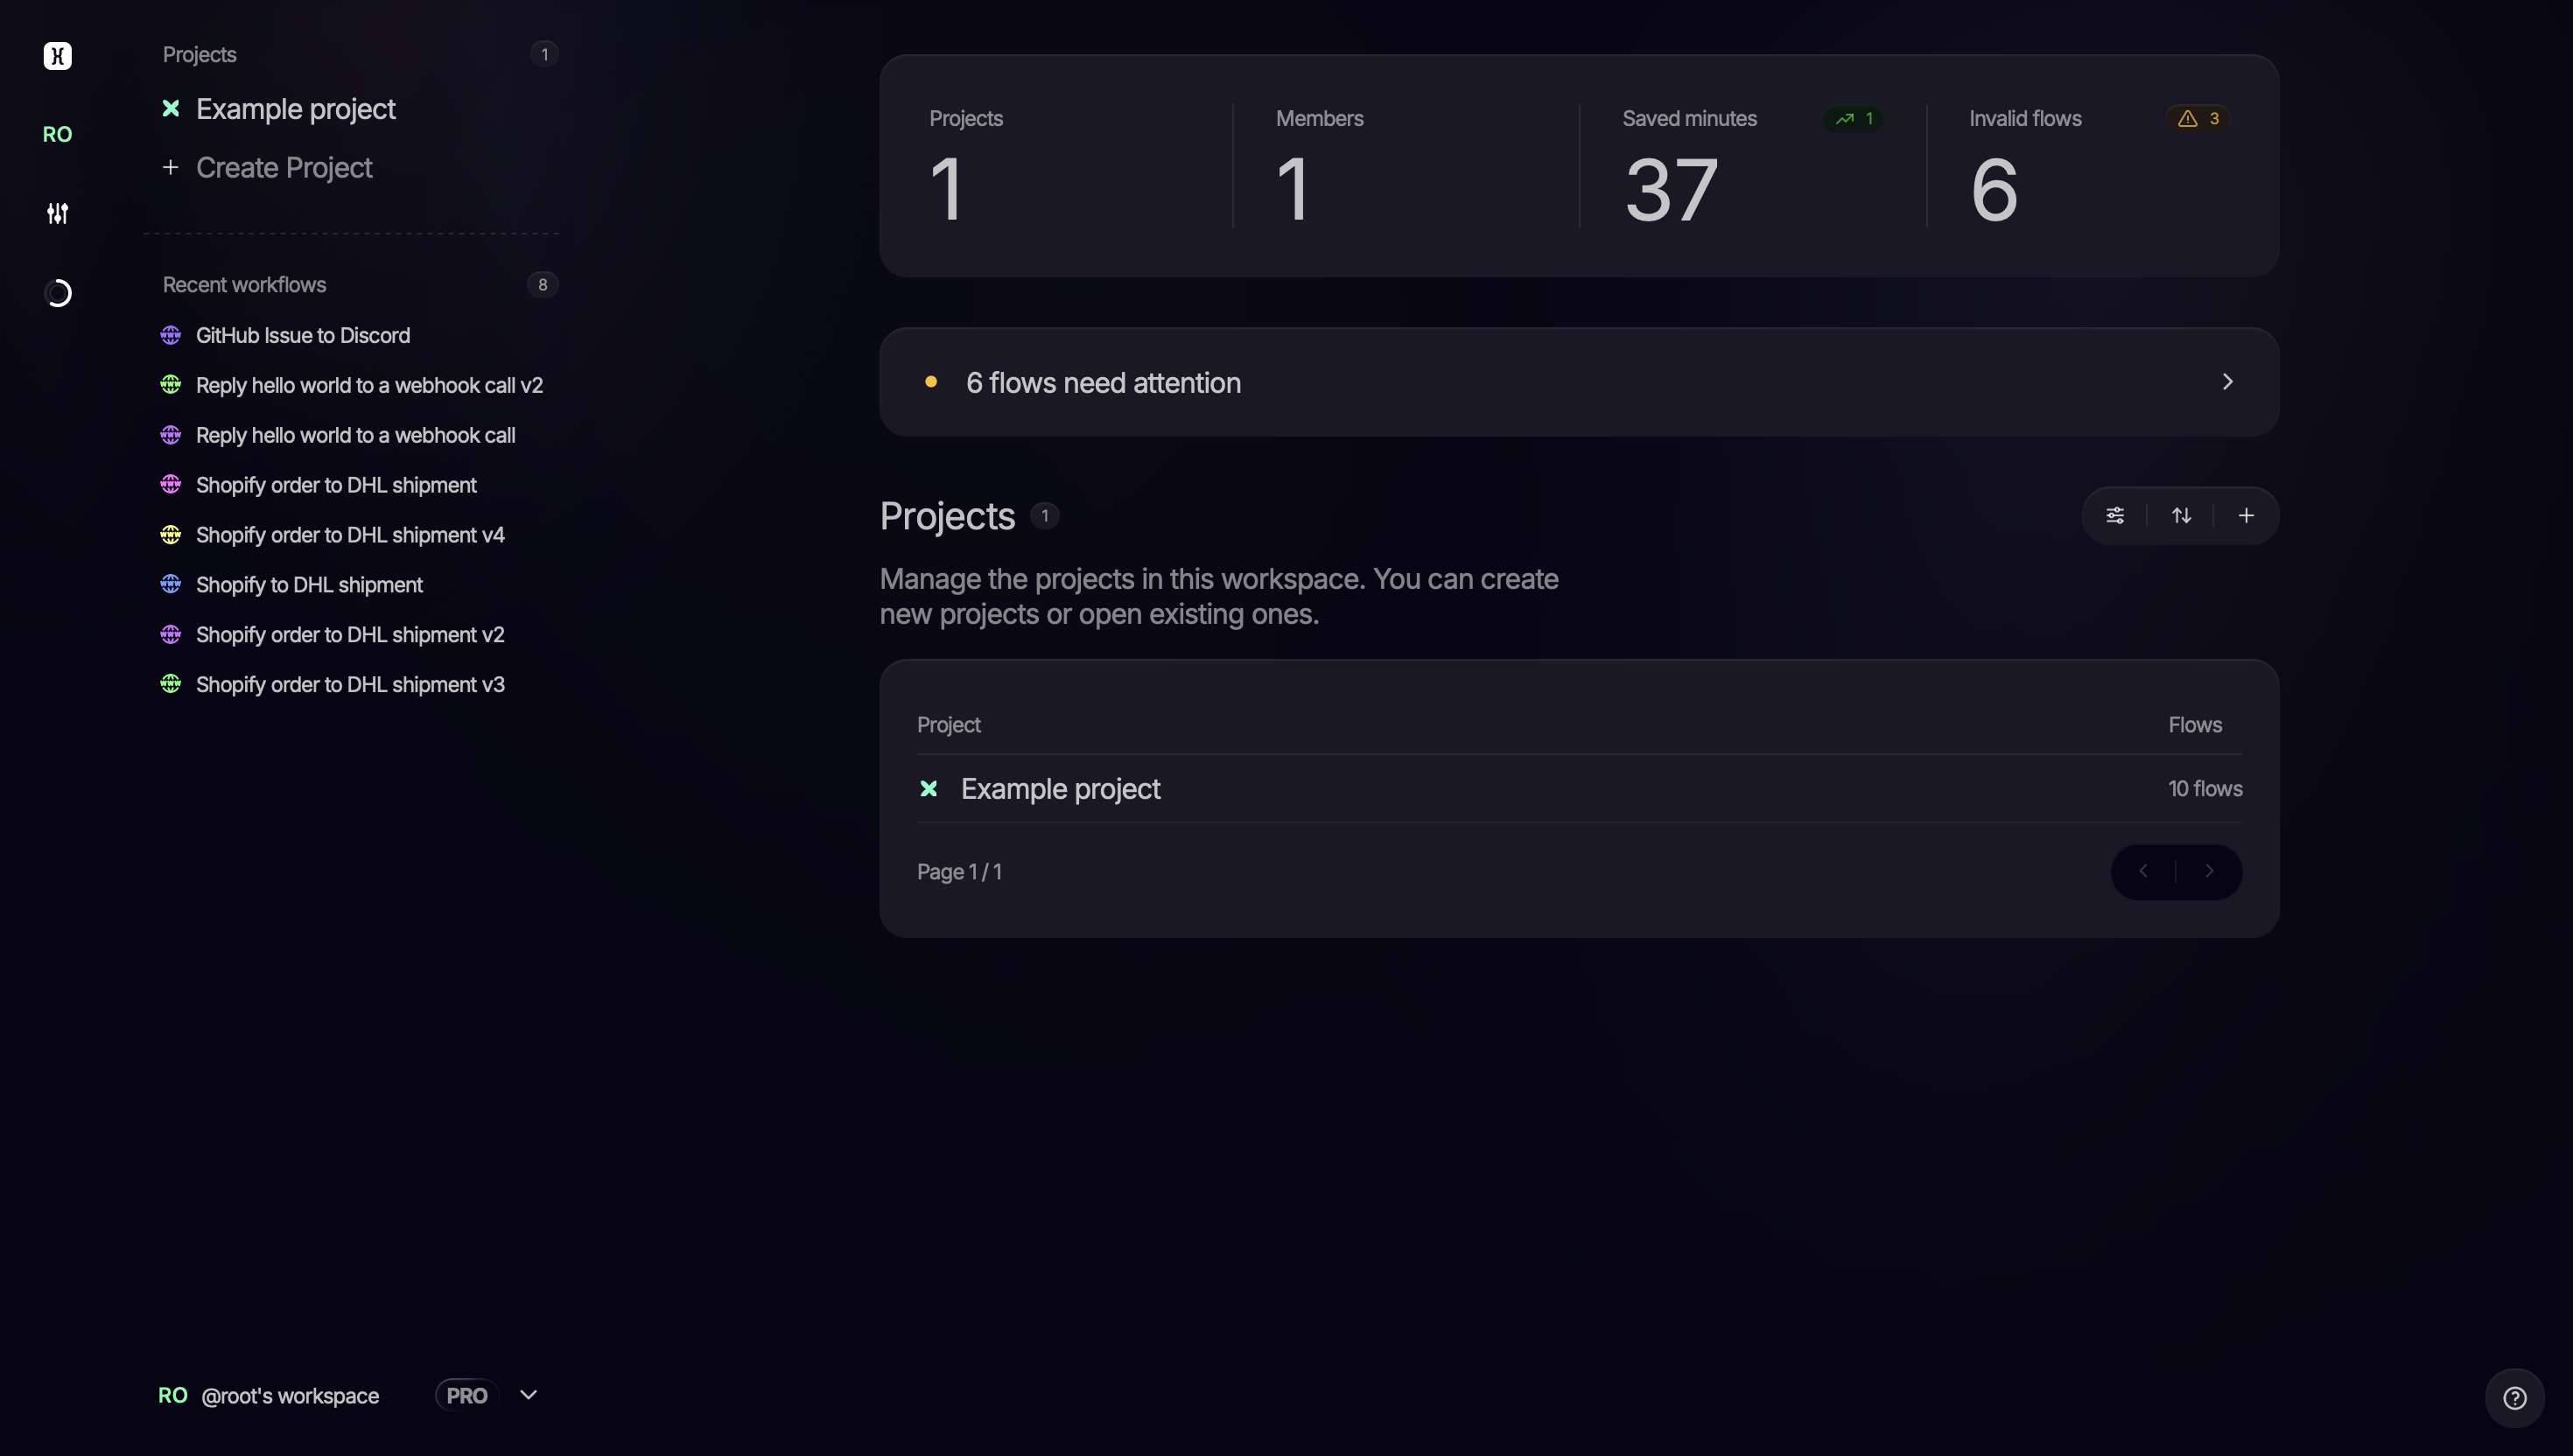 RO
Projects
1
Example project
Create Project
Recent workflows
8
GitHub Issue to Discord
Reply hello world to a webhook call v2
Reply hello world to a webhook call
Shopify order to DHL shipment
Shopify order to DHL shipment v4
Shopify to DHL shipment
Shopify order to DHL shipment v2
Shopify order to DHL shipment v3
RO @root's workspace PRO
Projects
1
Members
1
Saved minutes 1
37
Invalid flows 3
6
6 flows need attention
Projects 1
Manage the projects in this workspace. You can create
new projects or open existing ones.
Project Flows
Example project 10 flows
Page 1 / 1